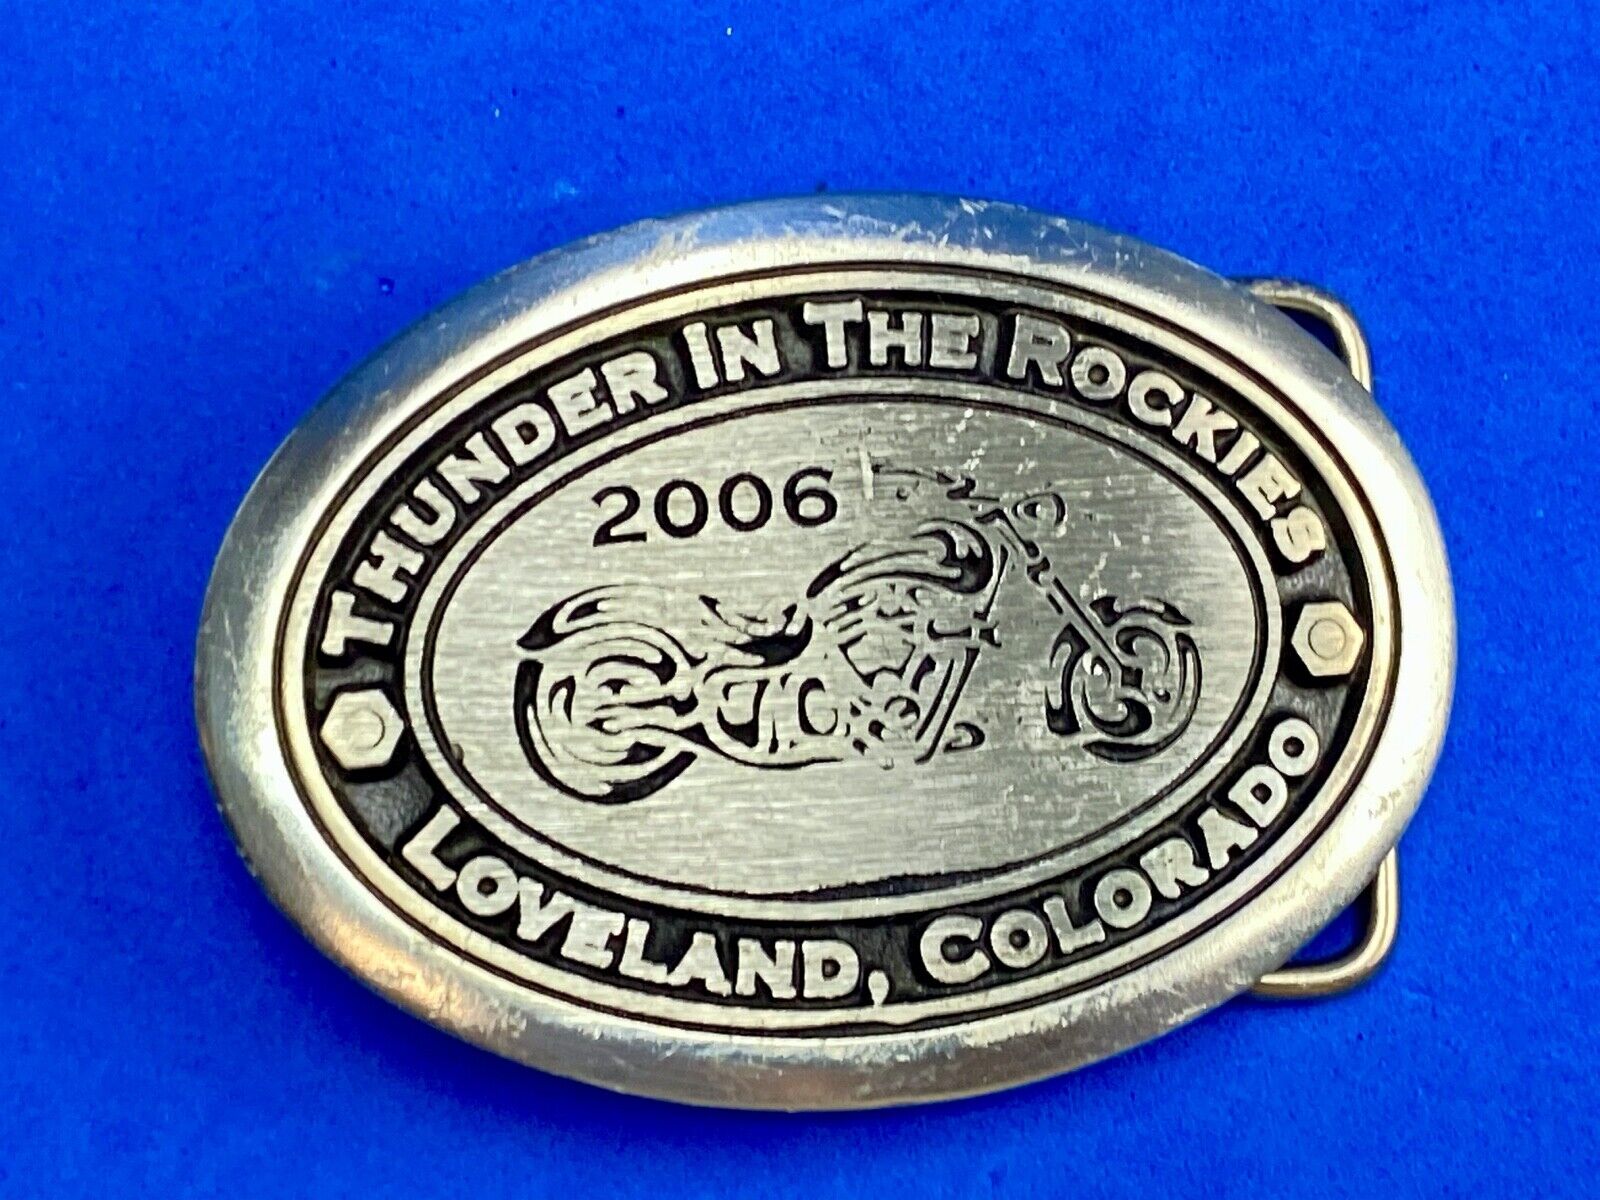 THUNDER IN THE ROCKIES
2006
LOVELAND, COLORADO